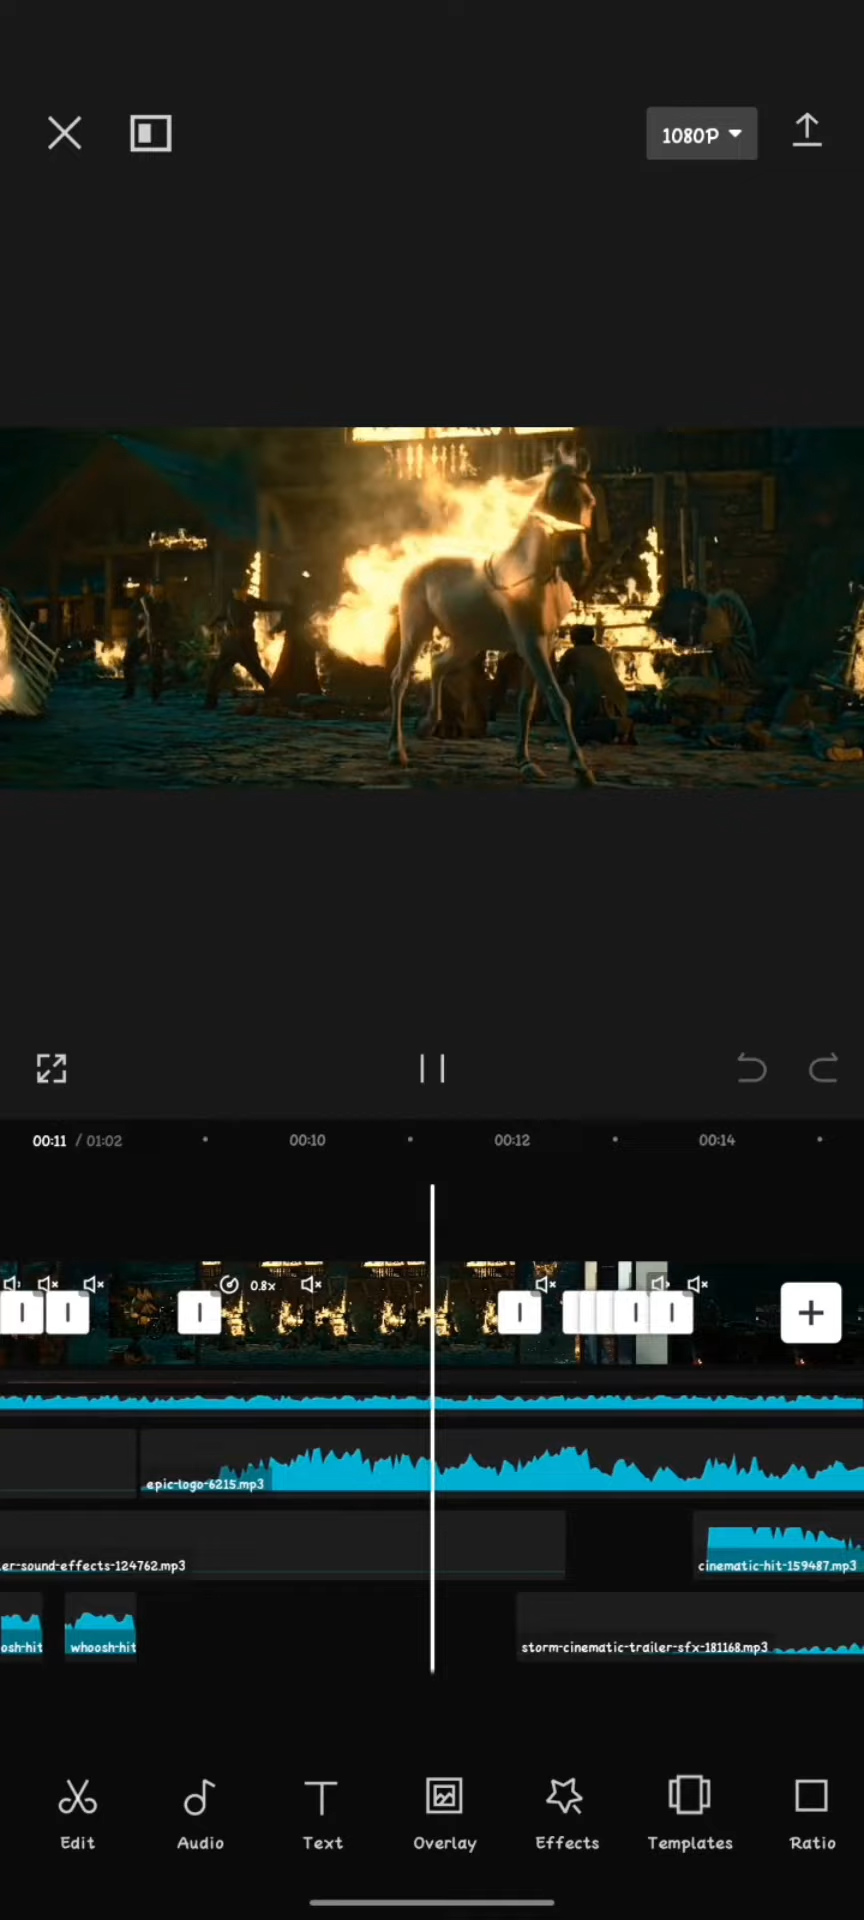 1080P
00:11 / 01:02
00:10
00:12
00:14
0.8x
epic-logo-6215.mp3
er-sound-effects-124762.mp3
cinematic-hit-159487.mp3
osh-hit
whoosh-hit
storm-cinematic-trailer-sfx-181168.mp3
Edit
Audio
Text
Overlay
Effects
Templates
Ratio